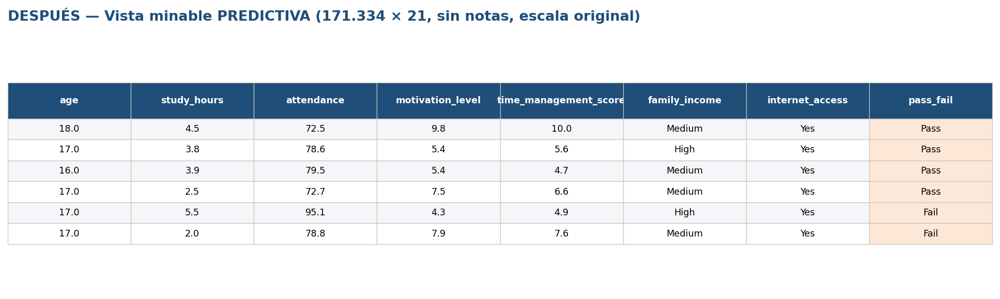 DESPUÉS — Vista minable PREDICTIVA (171.334 × 21, sin notas, escala original)
age study_hours attendance motivation_level time_management_score family_income internet_access pass_fail
18.0 4.5 72.5 9.8 10.0 Medium Yes Pass
17.0 3.8 78.6 5.4 5.6 High Yes Pass
16.0 3.9 79.5 5.4 4.7 Medium Yes Pass
17.0 2.5 72.7 7.5 6.6 Medium Yes Pass
17.0 5.5 95.1 4.3 4.9 High Yes Fail
17.0 2.0 78.8 7.9 7.6 Medium Yes Fail